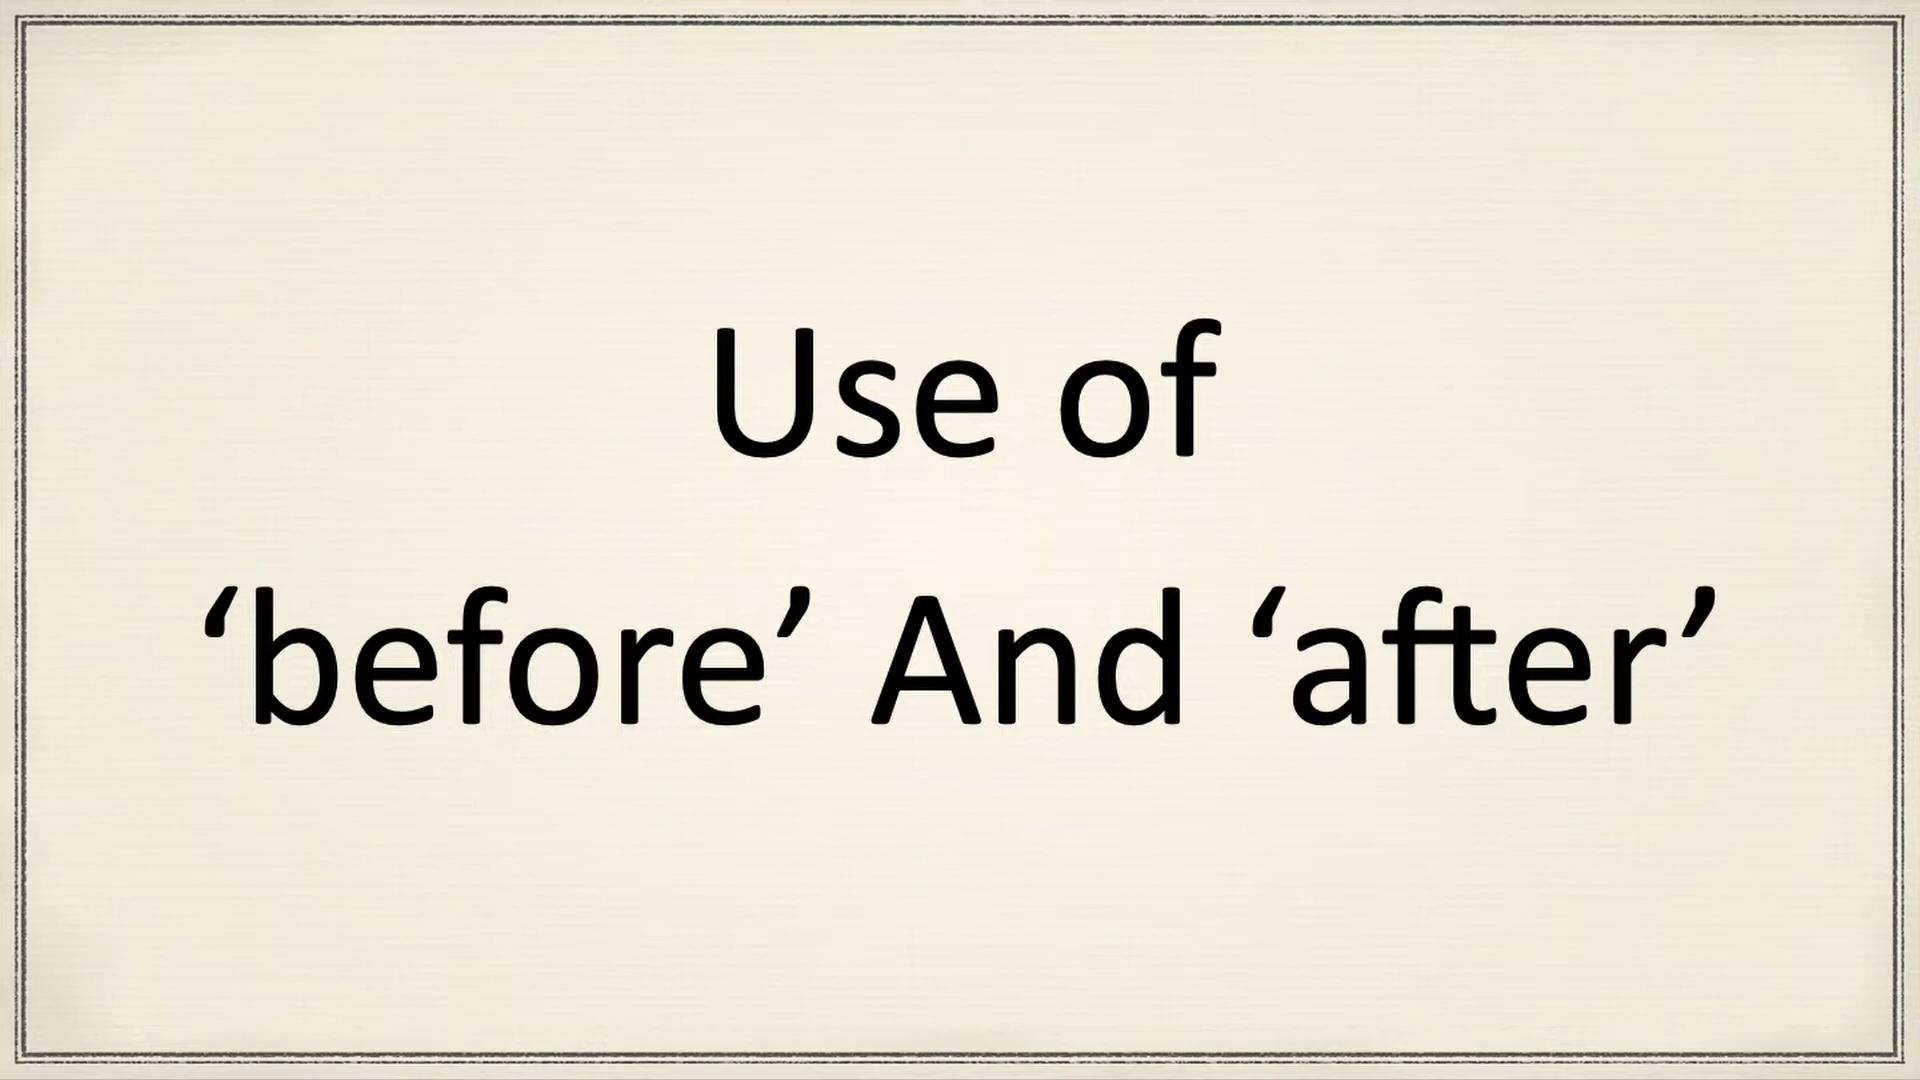 Use of
‘before’ And ‘after’